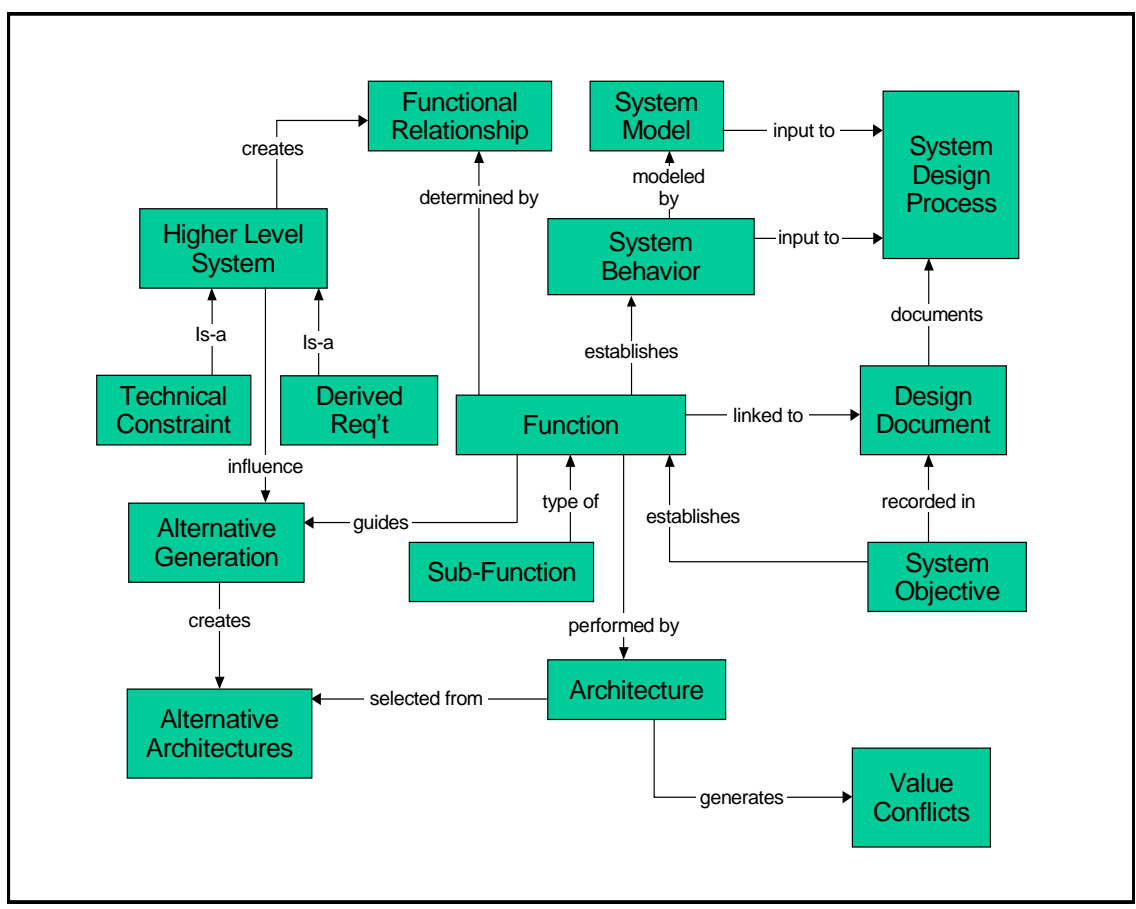 Functional
Relationship
System
Model
input to
System
Design
Process
creates
modeled
by
determined by
Higher Level
System
System
Behavior
input to
documents
Is-a
Is-a
establishes
Technical
Constraint
Derived
Req’t
Function
linked to
Design
Document
influence
guides
type of
establishes
recorded in
Alternative
Generation
Sub-Function
System
Objective
creates
performed by
Alternative
Architectures
selected from
Architecture
generates
Value
Conflicts